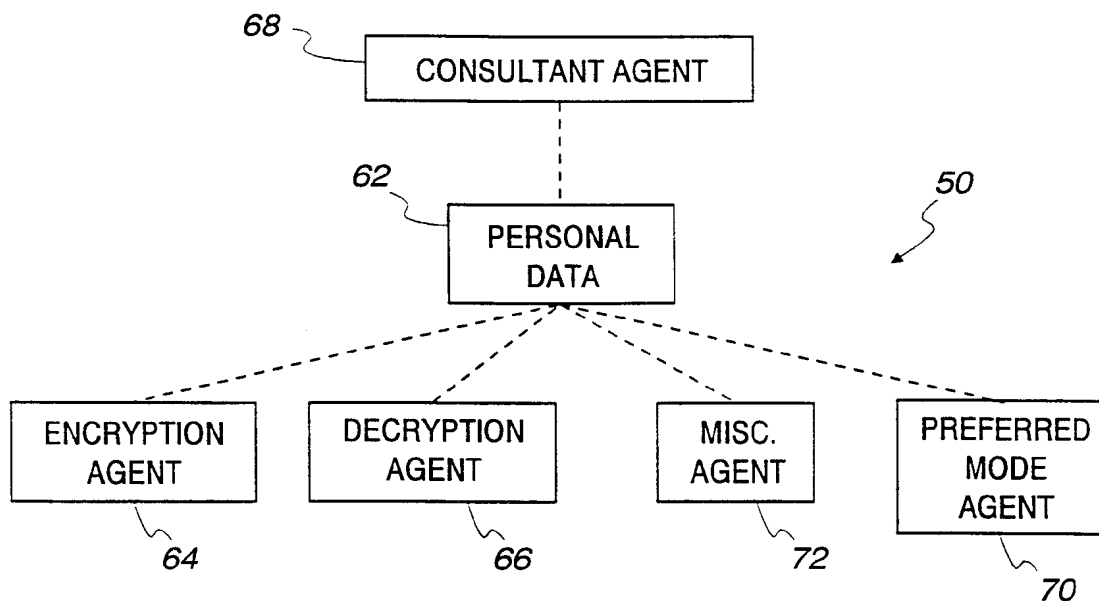 68
CONSULTANT AGENT
62
50
PERSONAL
DATA
ENCRYPTION
AGENT
DECRYPTION
AGENT
MISC.
AGENT
PREFERRED
MODE
AGENT
64
66
72
70